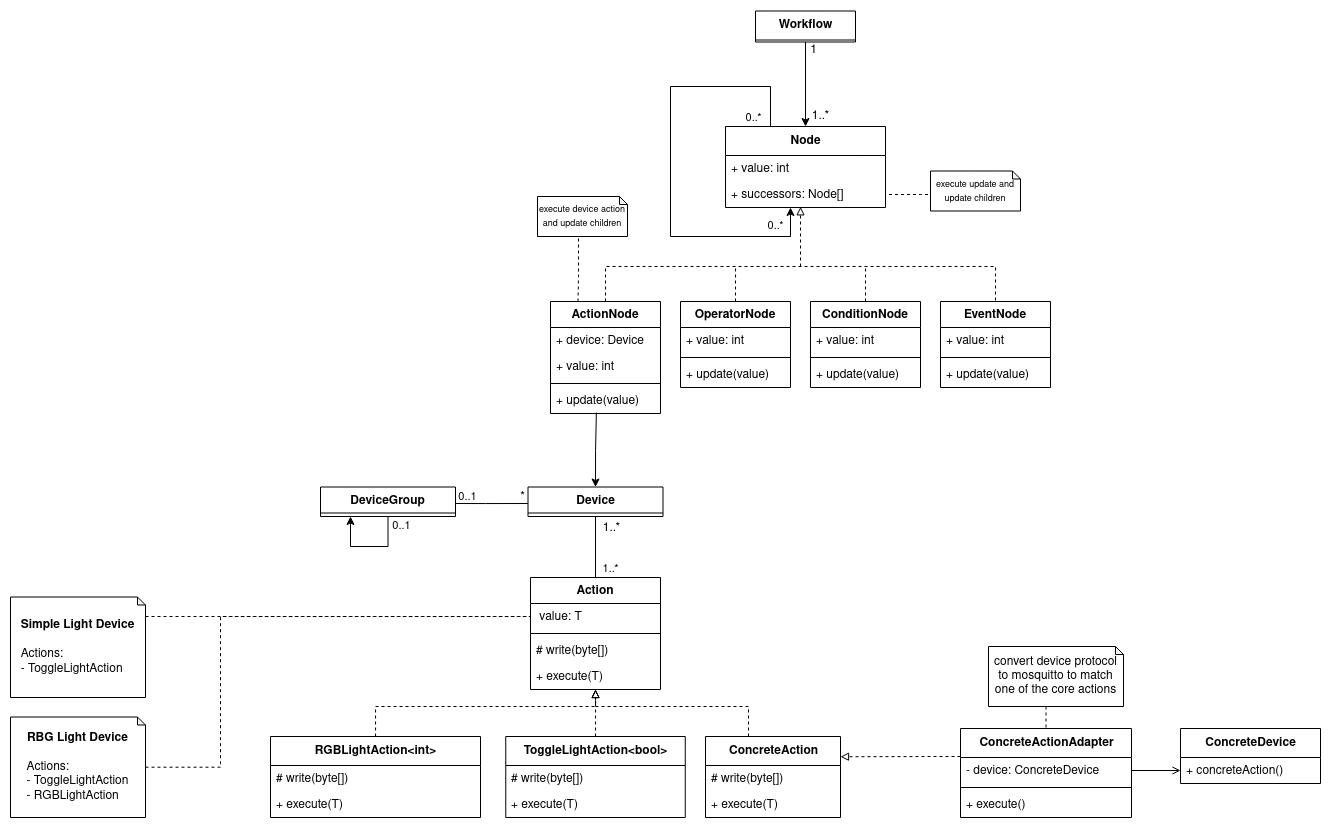 Workflow
1
0..*
1..*
Node
+ value: int
+ successors: Node[]
execute update and
update children
execute device action
and update children
0..*
ActionNode
+ device: Device
+ value: int
+ update(value)
OperatorNode
+ value: int
+ update(value)
ConditionNode
+ value: int
+ update(value)
EventNode
+ value: int
+ update(value)
DeviceGroup
0..1
*
Device
0..1
1..*
1..*
Action
value: T
# write(byte[])
+ execute(T)
Simple Light Device
Actions:
- ToggleLightAction
RBG Light Device
Actions:
- ToggleLightAction
- RGBLightAction
RGBLightAction<int>
# write(byte[])
+ execute(T)
ToggleLightAction<bool>
# write(byte[])
+ execute(T)
ConcreteAction
# write(byte[])
+ execute(T)
convert device protocol
to mosquitto to match
one of the core actions
ConcreteActionAdapter
- device: ConcreteDevice
+ execute()
ConcreteDevice
+ concreteAction()